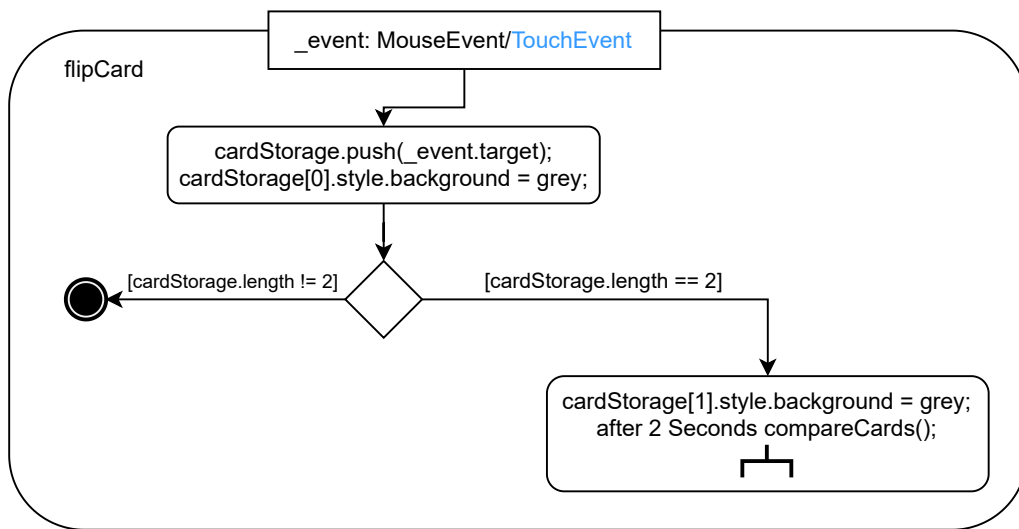 _event: MouseEvent/TouchEvent
flipCard
cardStorage.push(_event.target);
cardStorage[0].style.background = grey;
[cardStorage.length != 2]
[cardStorage.length == 2]
cardStorage[1].style.background = grey;
after 2 Seconds compareCards();